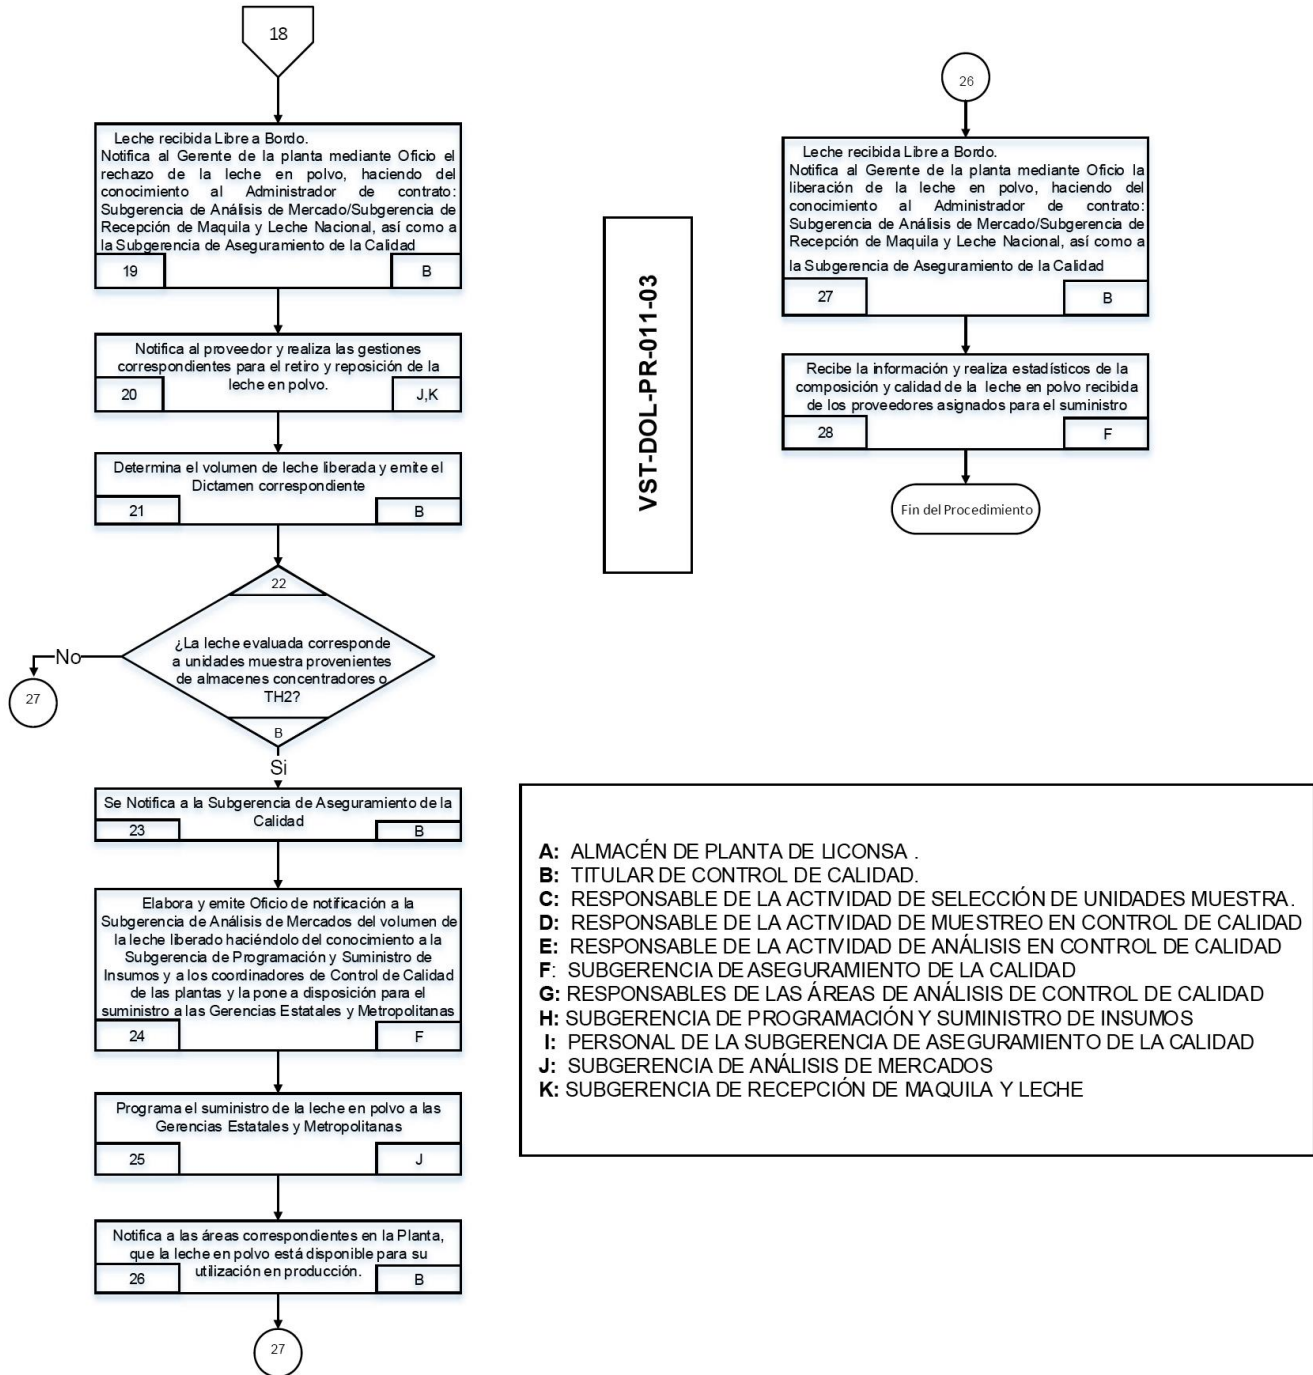 18
Leche recibida Libre a Bordo.
Notifica al Gerente de la planta mediante Oficio el
rechazo de la leche en polvo, haciendo del
conocimiento al Administrador de contrato:
Subgerencia de Análisis de Mercado/Subgerencia de
Recepción de Maquila y Leche Nacional, así como a
la Subgerencia de Aseguramiento de la Calidad
19
B
Notifica al proveedor y realiza las gestiones
correspondientes para el retiro y reposición de la
leche en polvo.
20
J,K
Determina el volumen de leche liberada y emite el
Dictamen correspondiente
21
B
22
¿La leche evaluada corresponde
a unidades muestra provenientes
de almacenes concentradores o
TH2?
B
No
27
Si
Se Notifica a la Subgerencia de Aseguramiento de la
Calidad
23
B
Elabora y emite Oficio de notificación a la
Subgerencia de Análisis de Mercados del volumen de
la leche liberado haciéndolo del conocimiento a la
Subgerencia de Programación y Suministro de
Insumos y a los coordinadores de Control de Calidad
de las plantas y la pone a disposición para el
suministro a las Gerencias Estatales y Metropolitanas
24
F
Programa el suministro de la leche en polvo a las
Gerencias Estatales y Metropolitanas
25
J
Notifica a las áreas correspondientes en la Planta,
que la leche en polvo está disponible para su
utilización en producción.
26
B
27
VST-DOL-PR-011-03
26
Leche recibida Libre a Bordo.
Notifica al Gerente de la planta mediante Oficio la
liberación de la leche en polvo, haciendo del
conocimiento al Administrador de contrato:
Subgerencia de Análisis de Mercado/Subgerencia de
Recepción de Maquila y Leche Nacional, así como a
la Subgerencia de Aseguramiento de la Calidad
27
B
Recibe la información y realiza estadísticos de la
composición y calidad de la leche en polvo recibida
de los proveedores asignados para el suministro
28
F
Fin del Procedimiento
A: ALMACÉN DE PLANTA DE LICONSA .
B: TITULAR DE CONTROL DE CALIDAD.
C: RESPONSABLE DE LA ACTIVIDAD DE SELECCIÓN DE UNIDADES MUESTRA.
D: RESPONSABLE DE LA ACTIVIDAD DE MUESTREO EN CONTROL DE CALIDAD
E: RESPONSABLE DE LA ACTIVIDAD DE ANÁLISIS EN CONTROL DE CALIDAD
F: SUBGERENCIA DE ASEGURAMIENTO DE LA CALIDAD
G: RESPONSABLES DE LAS ÁREAS DE ANÁLISIS DE CONTROL DE CALIDAD
H: SUBGERENCIA DE PROGRAMACIÓN Y SUMINISTRO DE INSUMOS
I: PERSONAL DE LA SUBGERENCIA DE ASEGURAMIENTO DE LA CALIDAD
J: SUBGERENCIA DE ANÁLISIS DE MERCADOS
K: SUBGERENCIA DE RECEPCIÓN DE MAQUILA Y LECHE